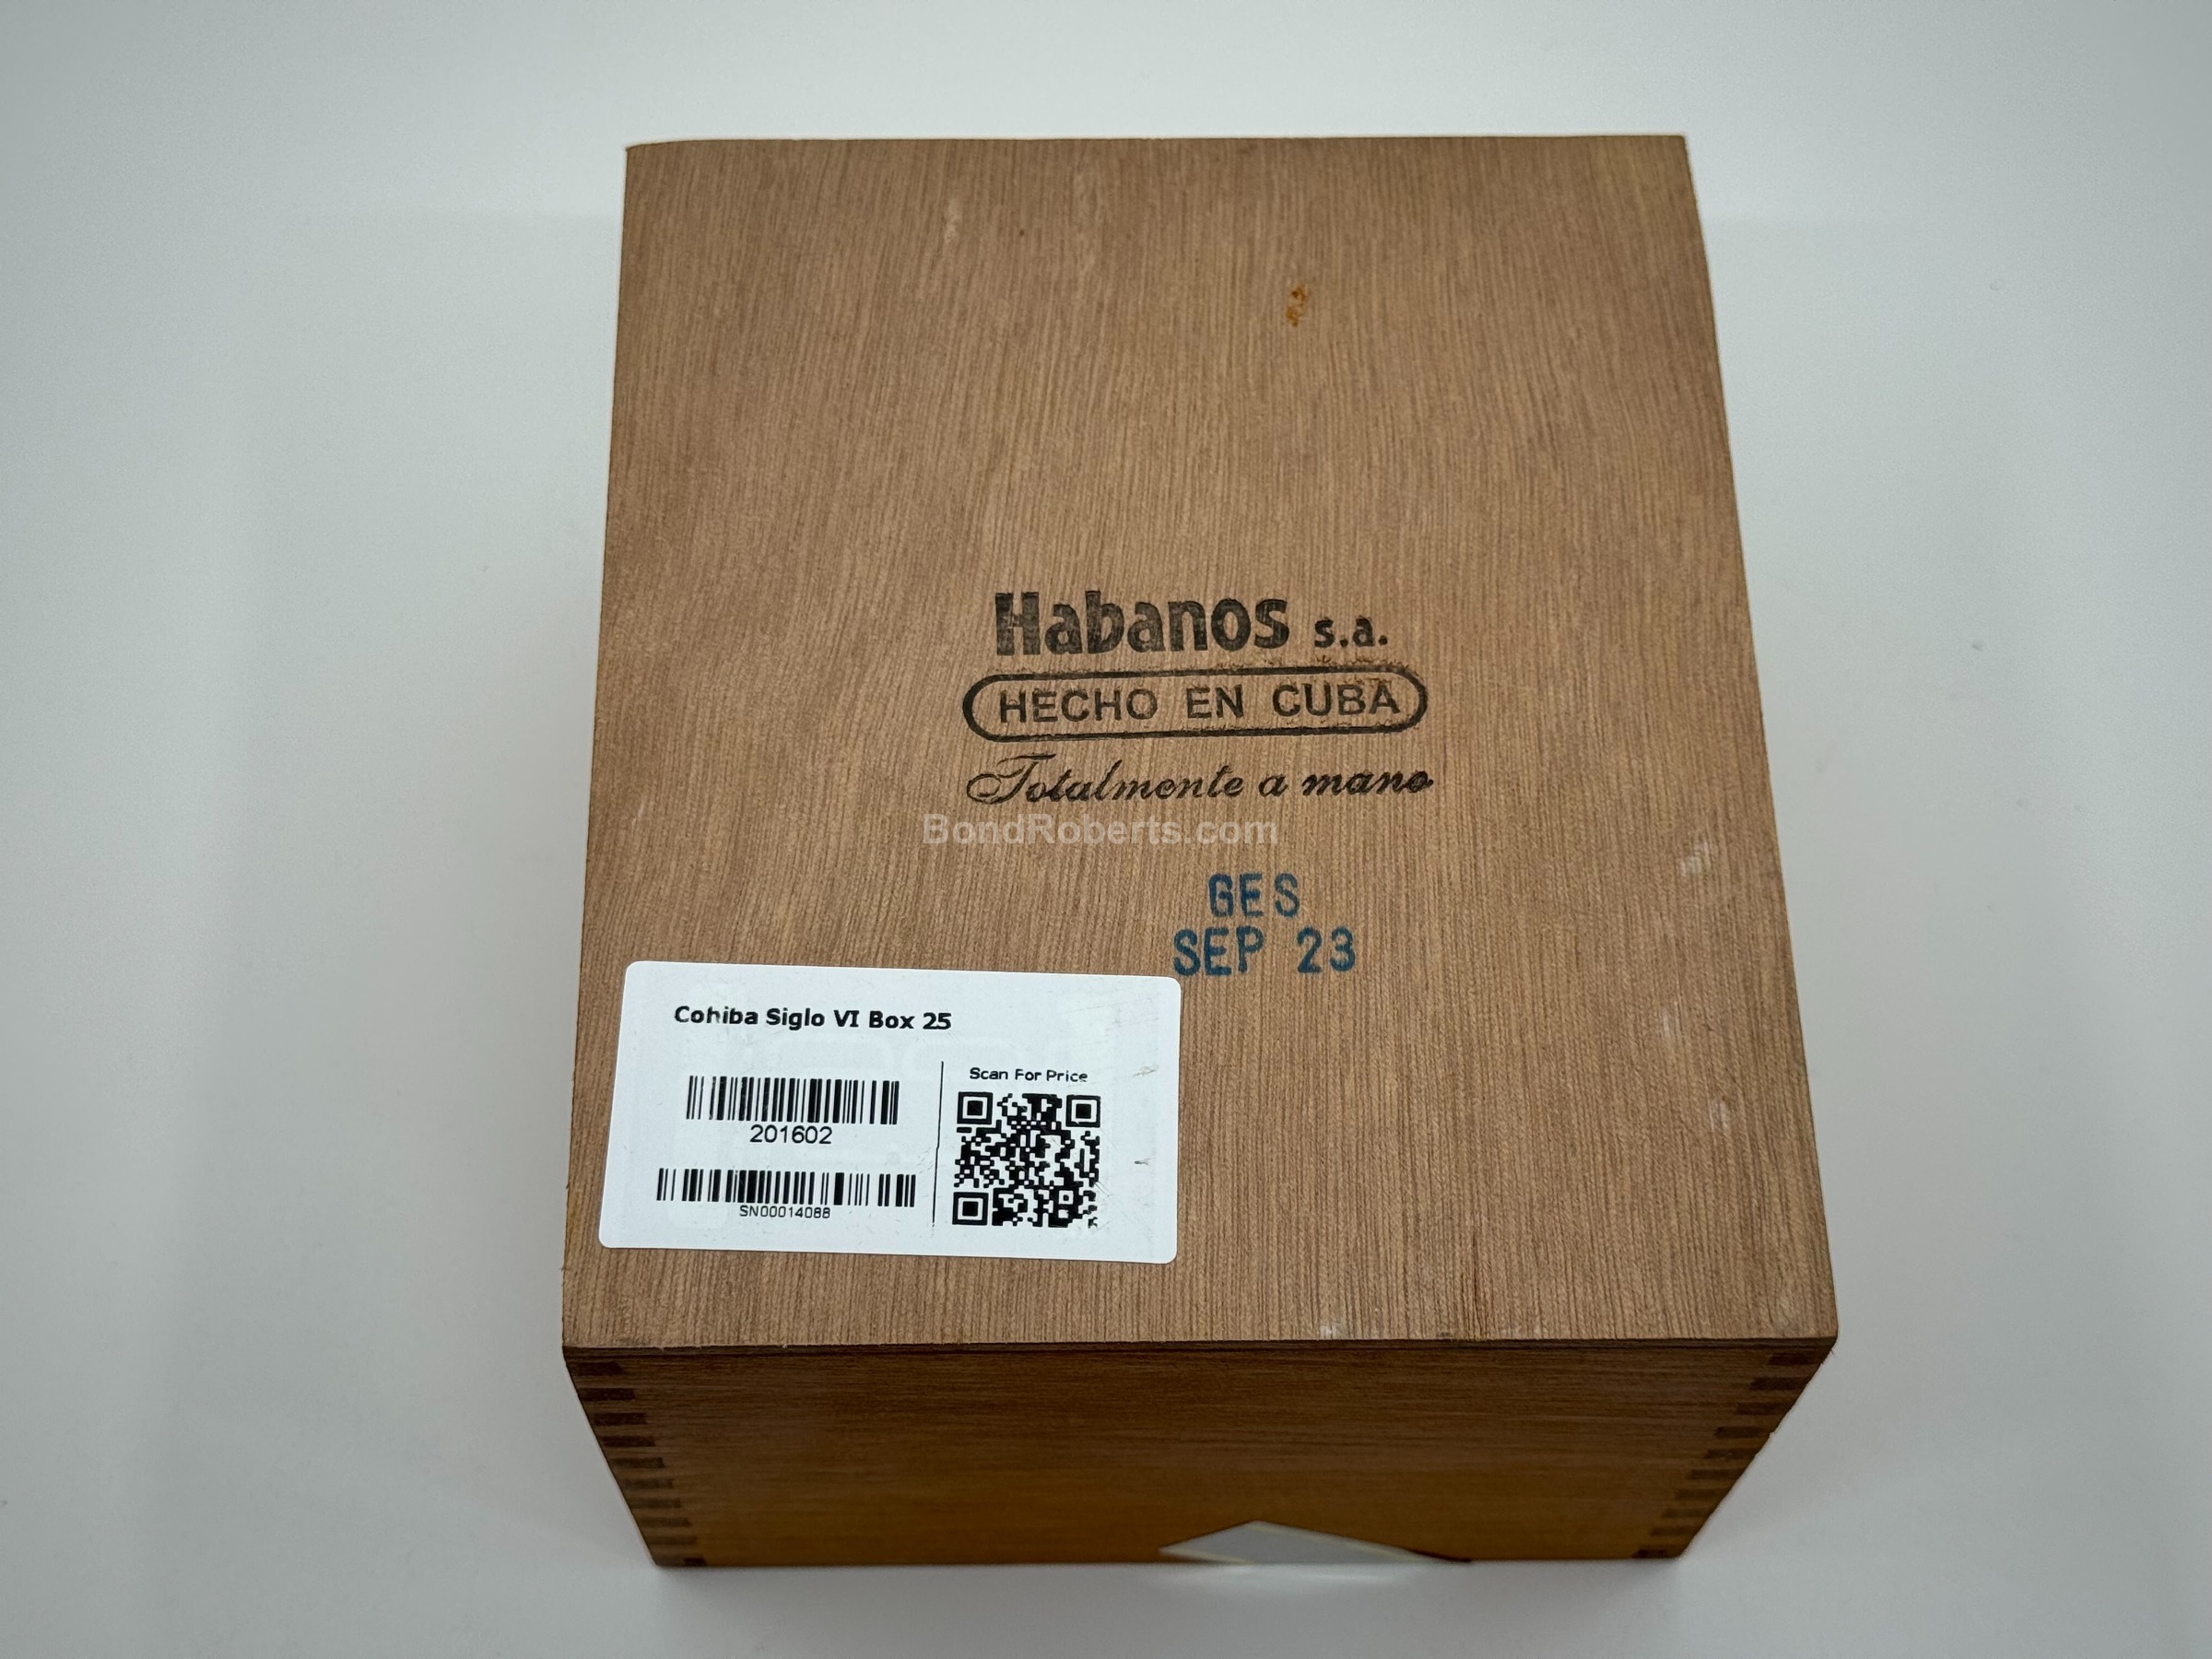 Habanos s.a.
HECHO EN CUBA
Totalmente a mano
BondRoberts.com
GES
SEP 23
Cohiba Siglo VI Box 25
Scan For Price
201602
SN00014088